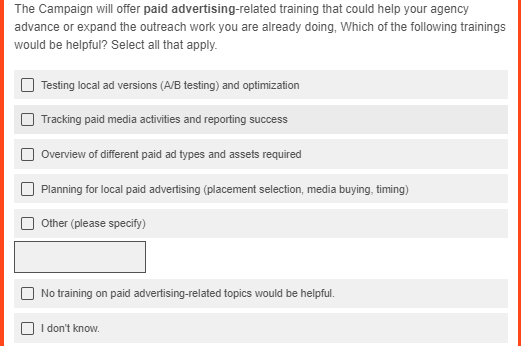 The Campaign will offer paid advertising-related training that could help your agency
advance or expand the outreach work you are already doing, Which of the following trainings
would be helpful? Select all that apply.
Testing local ad versions (A/B testing) and optimization
Tracking paid media activities and reporting success
Overview of different paid ad types and assets required
Planning for local paid advertising (placement selection, media buying, timing)
Other (please specify)
No training on paid advertising-related topics would be helpful.
I don't know.